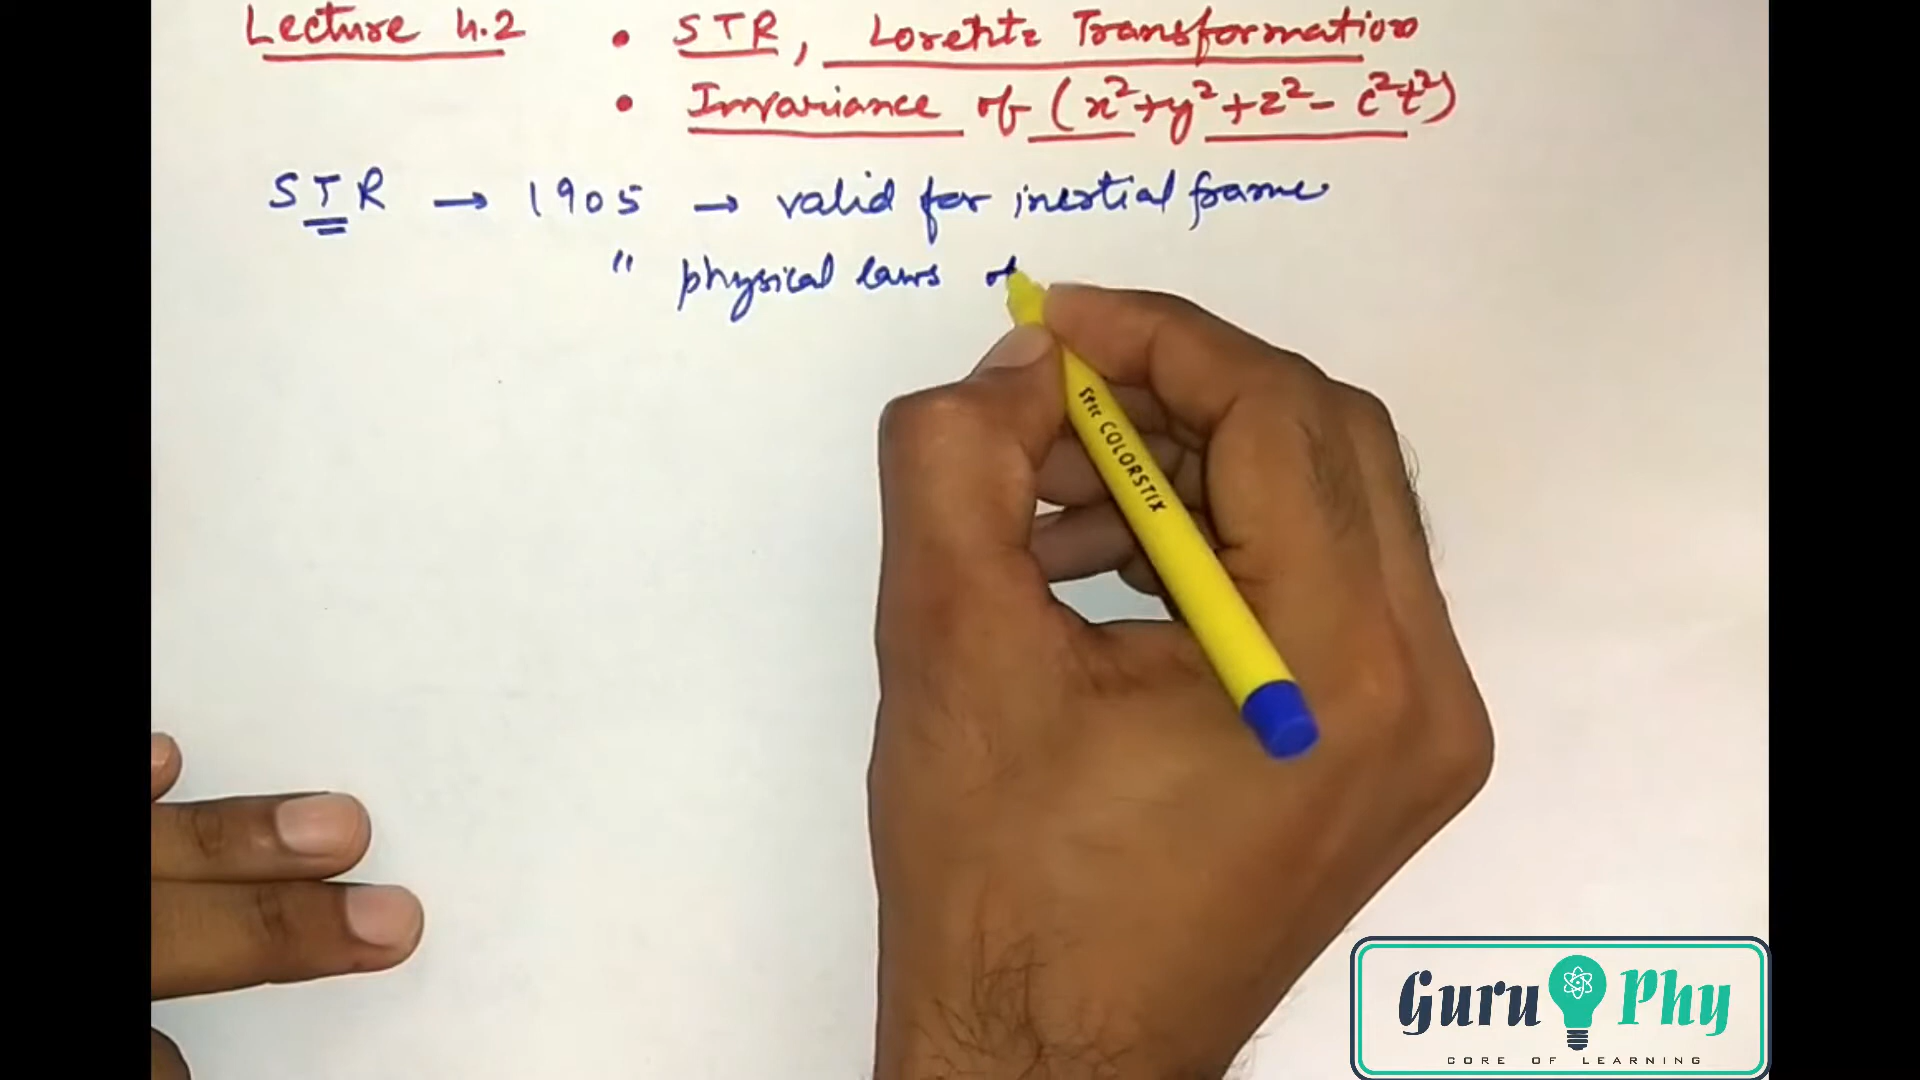 Lecture 4.2 • STR, Lorentz Transformation
• Invariance of (x²+y²+z²- c²t²)
STR → 1905 → valid for inertial frame
" physical laws of
COLORSTIX
Guru Phy
CORE OF LEARNING